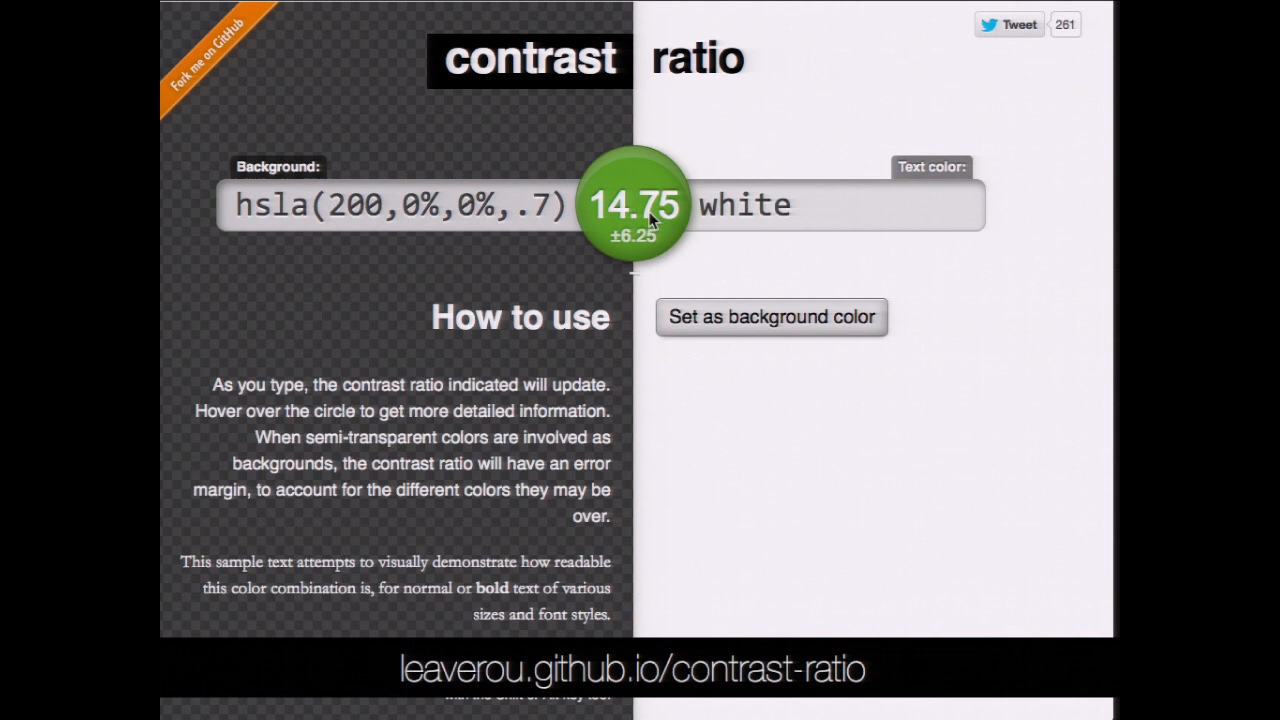 Fork me on GitHub
Tweet 261
contrast ratio
Background:
Text color:
hsla(200,0%,0%,.7) 14.75 white
±6.25
How to use
Set as background color
As you type, the contrast ratio indicated will update.
Hover over the circle to get more detailed information.
When semi-transparent colors are involved as
backgrounds, the contrast ratio will have an error
margin, to account for the different colors they may be
over.
This sample text attempts to visually demonstrate how readable
this color combination is, for normal or bold text of various
sizes and font styles.
leaverou.github.io/contrast-ratio